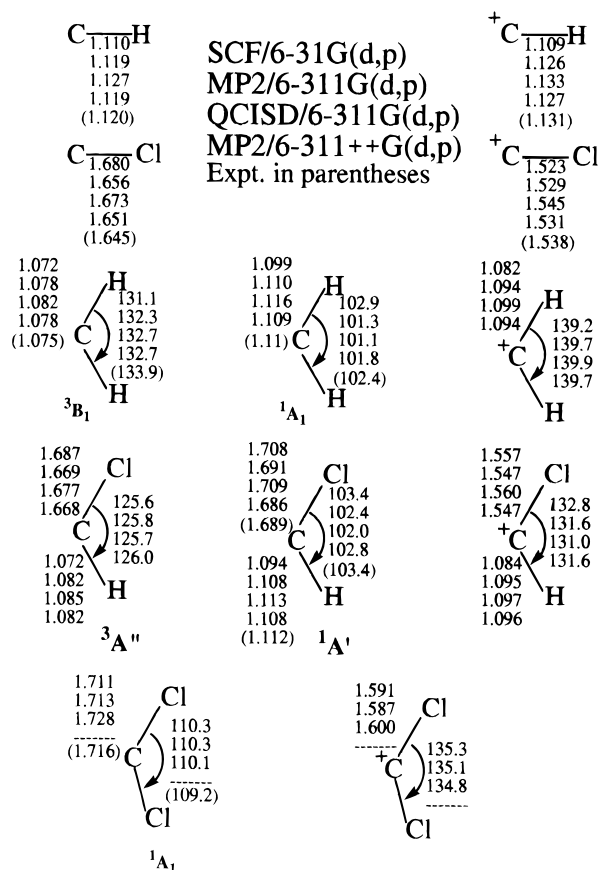 C H
1.110
1.119
1.127
1.119
(1.120)
SCF/6-31G(d,p)
MP2/6-311G(d,p)
QCISD/6-311G(d,p)
MP2/6-311++G(d,p)
Expt. in parentheses
+C H
1.109
1.126
1.133
1.127
(1.131)
C Cl
1.680
1.656
1.673
1.651
(1.645)
+C Cl
1.523
1.529
1.545
1.531
(1.538)
1.072
1.078
1.082
1.078
(1.075)
H
C
H
131.1
132.3
132.7
132.7
(133.9)
³B₁
1.099
1.110
1.116
1.109
(1.11)
H
C
H
102.9
101.3
101.1
101.8
(102.4)
¹A₁
1.082
1.094
1.099
1.094
H
+C
H
139.2
139.7
139.9
139.7
1.687
1.669
1.677
1.668
Cl
C
125.6
125.8
125.7
126.0
1.072
1.082
1.085
1.082
H
³A"
1.708
1.691
1.709
1.686
(1.689)
Cl
C
103.4
102.4
102.0
102.8
(103.4)
1.094
1.108
1.113
1.108
(1.112)
H
¹A'
1.557
1.547
1.560
1.547
Cl
+C
132.8
131.6
131.0
131.6
1.084
1.095
1.097
1.096
H
1.711
1.713
1.728
------
(1.716)
Cl
C
110.3
110.3
110.1
------
(109.2)
Cl
¹A₁
1.591
1.587
1.600
------
Cl
+C
135.3
135.1
134.8
------
Cl